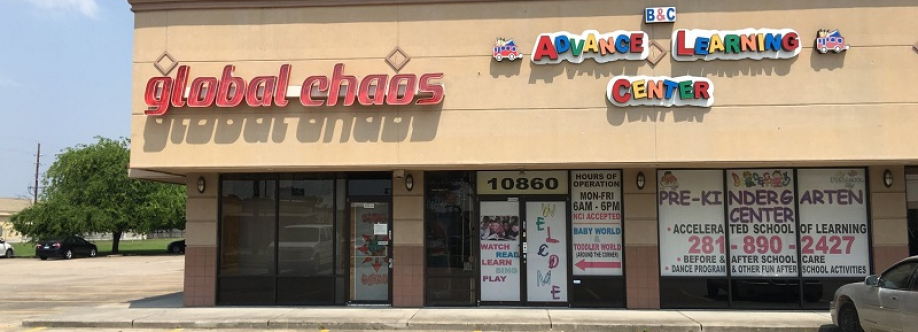 global chaos
B&C
ADVANCE LEARNING
CENTER
10860
WATCH
READ
LEARN
SING
PLAY
WELCOME
HOURS OF
OPERATION
MON-FRI
6AM - 6PM
NCI ACCEPTED
BABY WORLD
&
TODDLER WORLD
(AROUND THE CORNER)
PRE-KINDERGARTEN
CENTER
• ACCELERATED SCHOOL OF LEARNING
281-890-2427
• BEFORE & AFTER SCHOOL CARE
DANCE PROGRAM & OTHER FUN AFTER SCHOOL ACTIVITIES